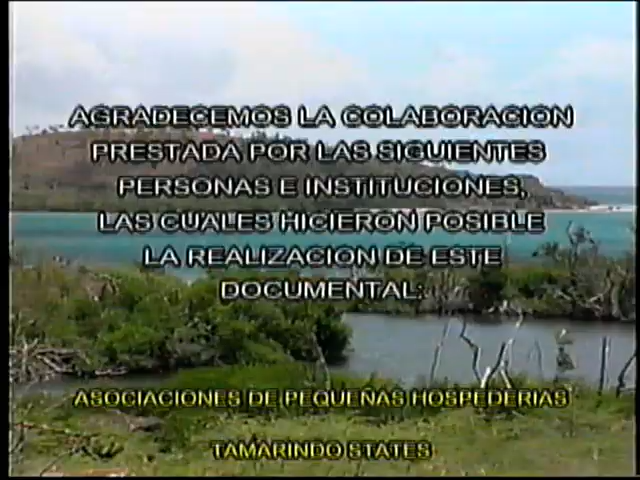 AGRADECEMOS LA COLABORACION
PRESTADA POR LAS SIGUIENTES
PERSONAS E INSTITUCIONES,
LAS CUALES HICIERON POSIBLE
LA REALIZACION DE ESTE
DOCUMENTAL:
ASOCIACIONES DE PEQUEÑAS HOSPEDERIAS
TAMARINDO STATES